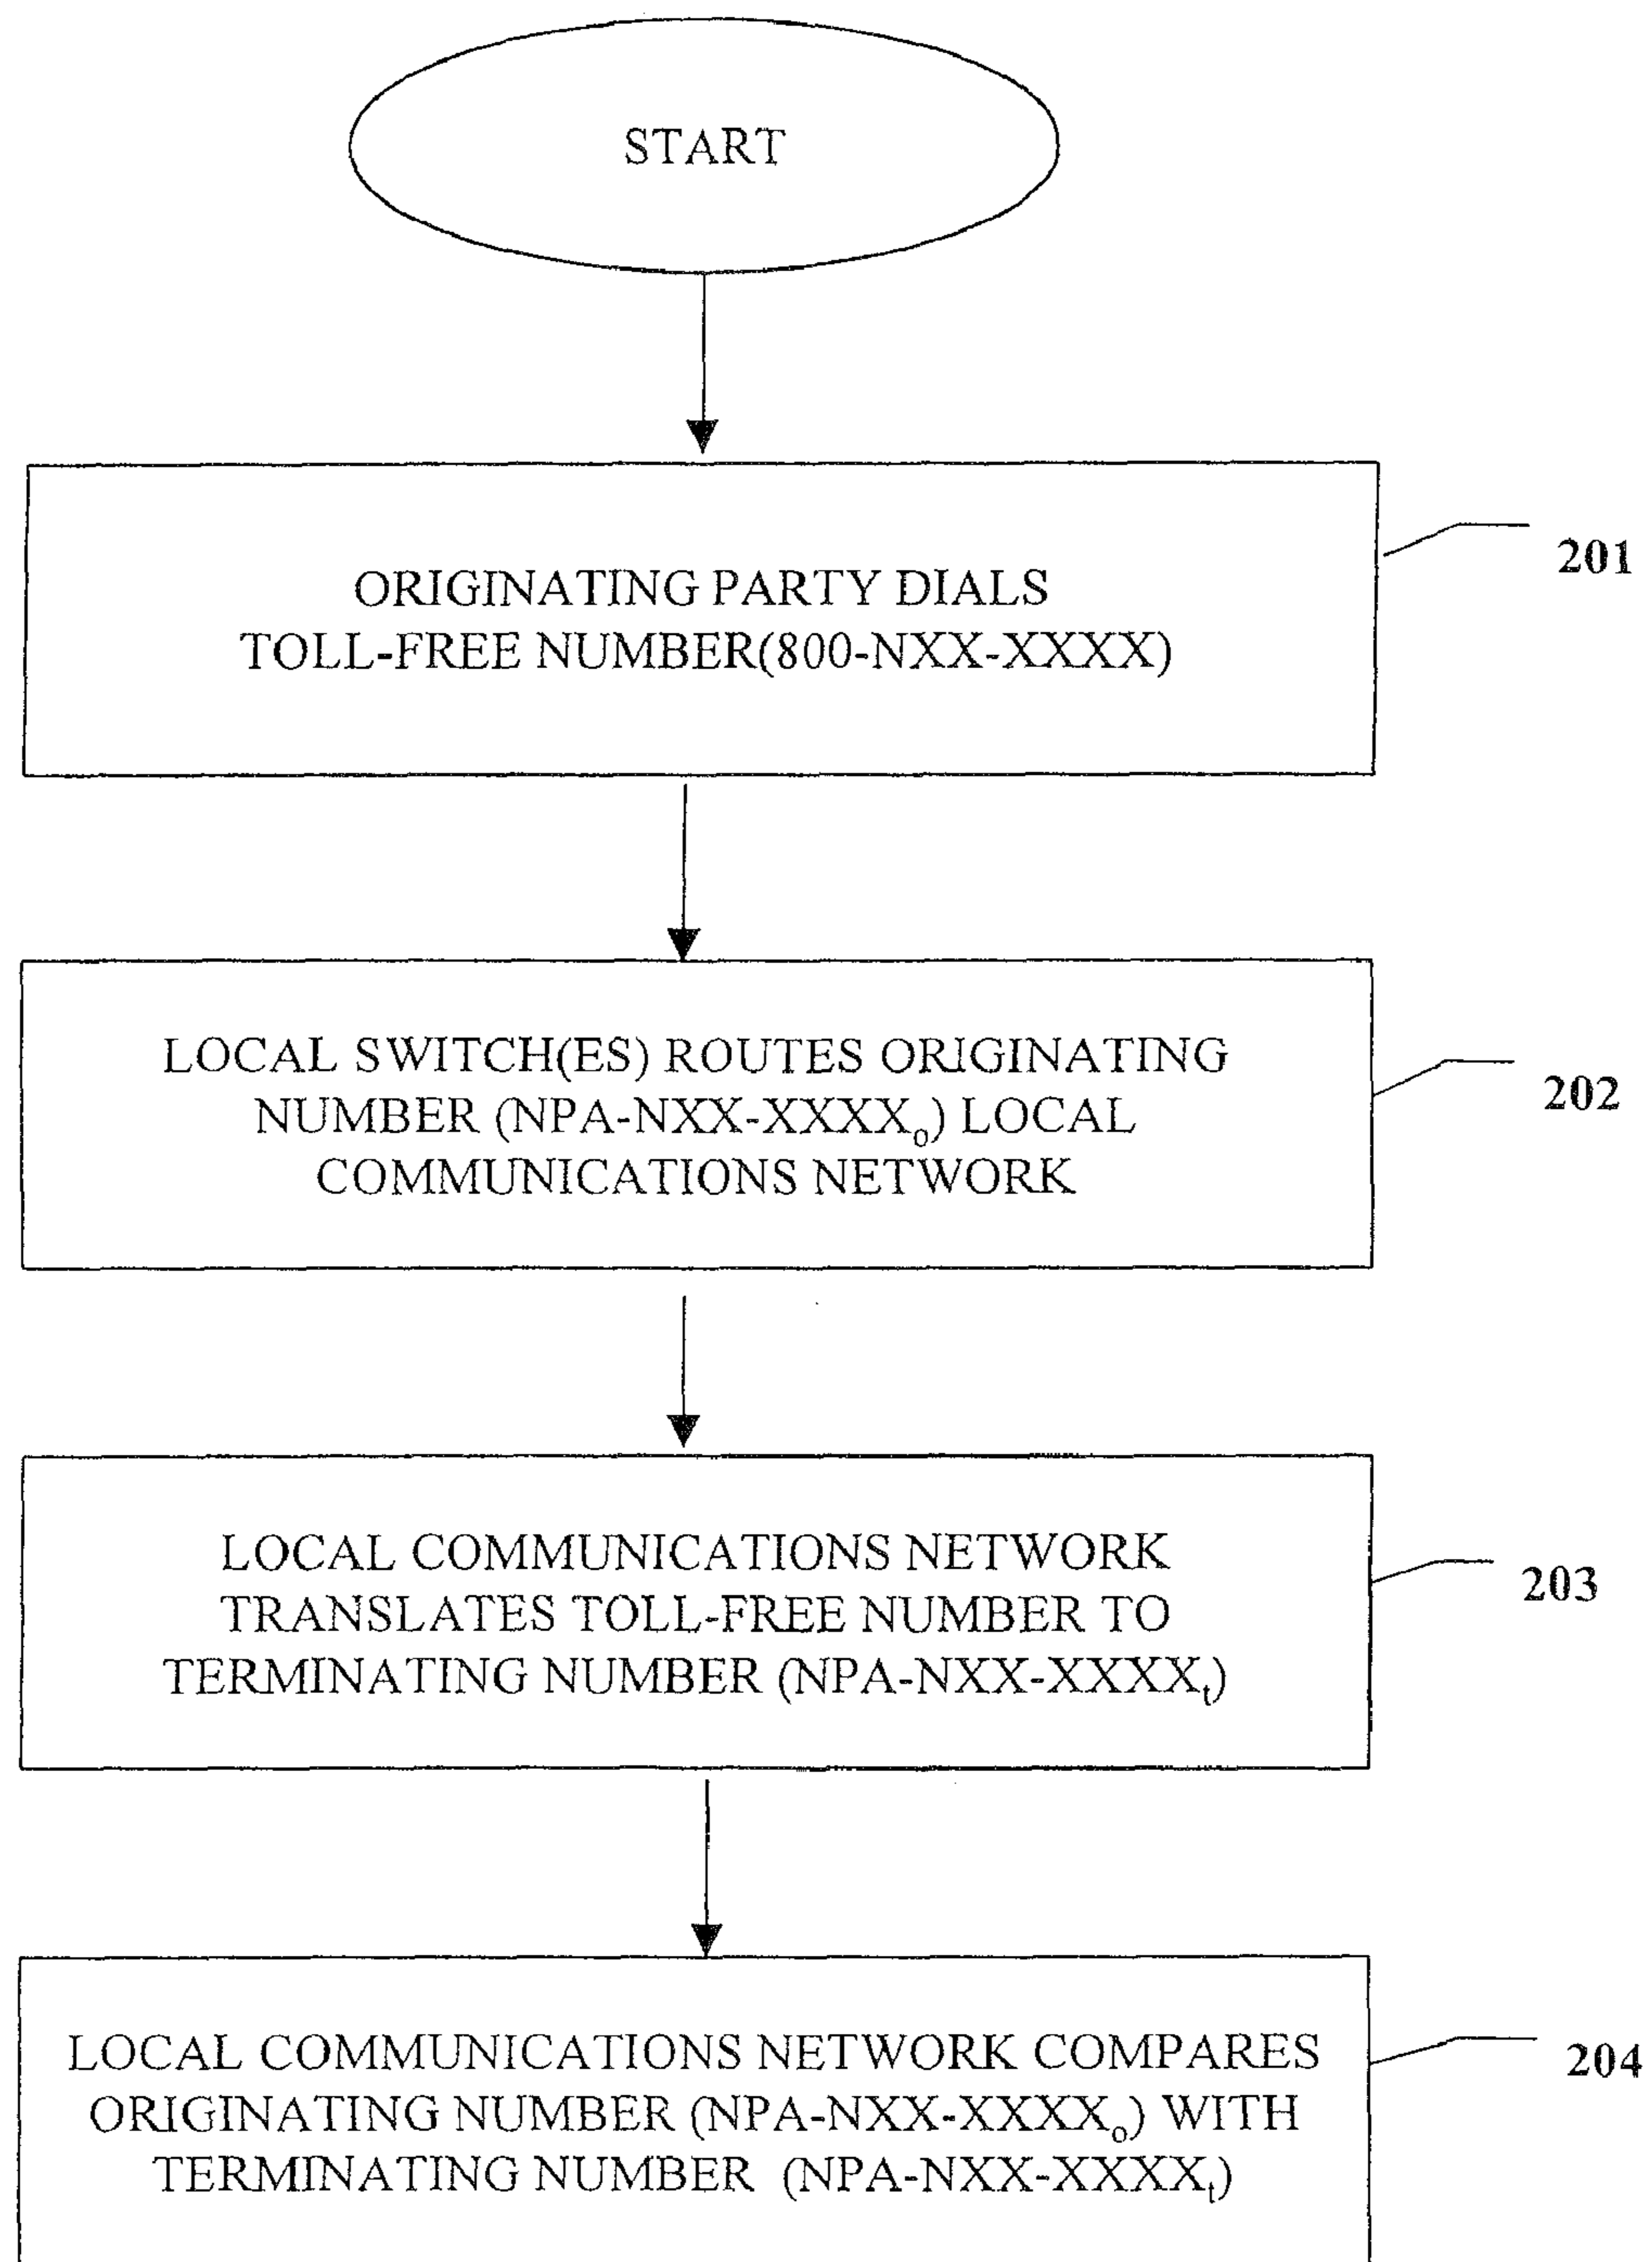 START
ORIGINATING PARTY DIALS
TOLL-FREE NUMBER(800-NXX-XXXX)
201
LOCAL SWITCH(ES) ROUTES ORIGINATING
NUMBER (NPA-NXX-XXXXₒ) LOCAL
COMMUNICATIONS NETWORK
202
LOCAL COMMUNICATIONS NETWORK
TRANSLATES TOLL-FREE NUMBER TO
TERMINATING NUMBER (NPA-NXX-XXXXₜ)
203
LOCAL COMMUNICATIONS NETWORK COMPARES
ORIGINATING NUMBER (NPA-NXX-XXXXₒ) WITH
TERMINATING NUMBER (NPA-NXX-XXXXₜ)
204